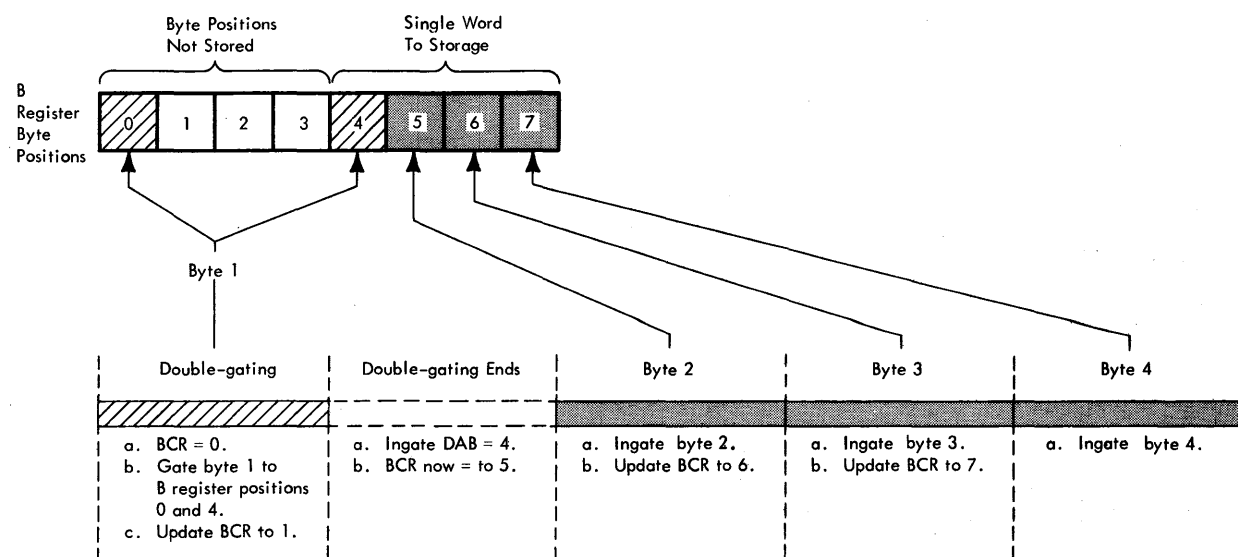 Byte Positions
Not Stored
Single Word
To Storage
B
Register
Byte
Positions
0 1 2 3 4 5 6 7
Byte 1
Double-gating
Double-gating Ends
Byte 2
Byte 3
Byte 4
a. BCR = 0.
b. Gate byte 1 to
B register positions
0 and 4.
c. Update BCR to 1.
a. Ingate DAB = 4.
b. BCR now = to 5.
a. Ingate byte 2.
b. Update BCR to 6.
a. Ingate byte 3.
b. Update BCR to 7.
a. Ingate byte 4.